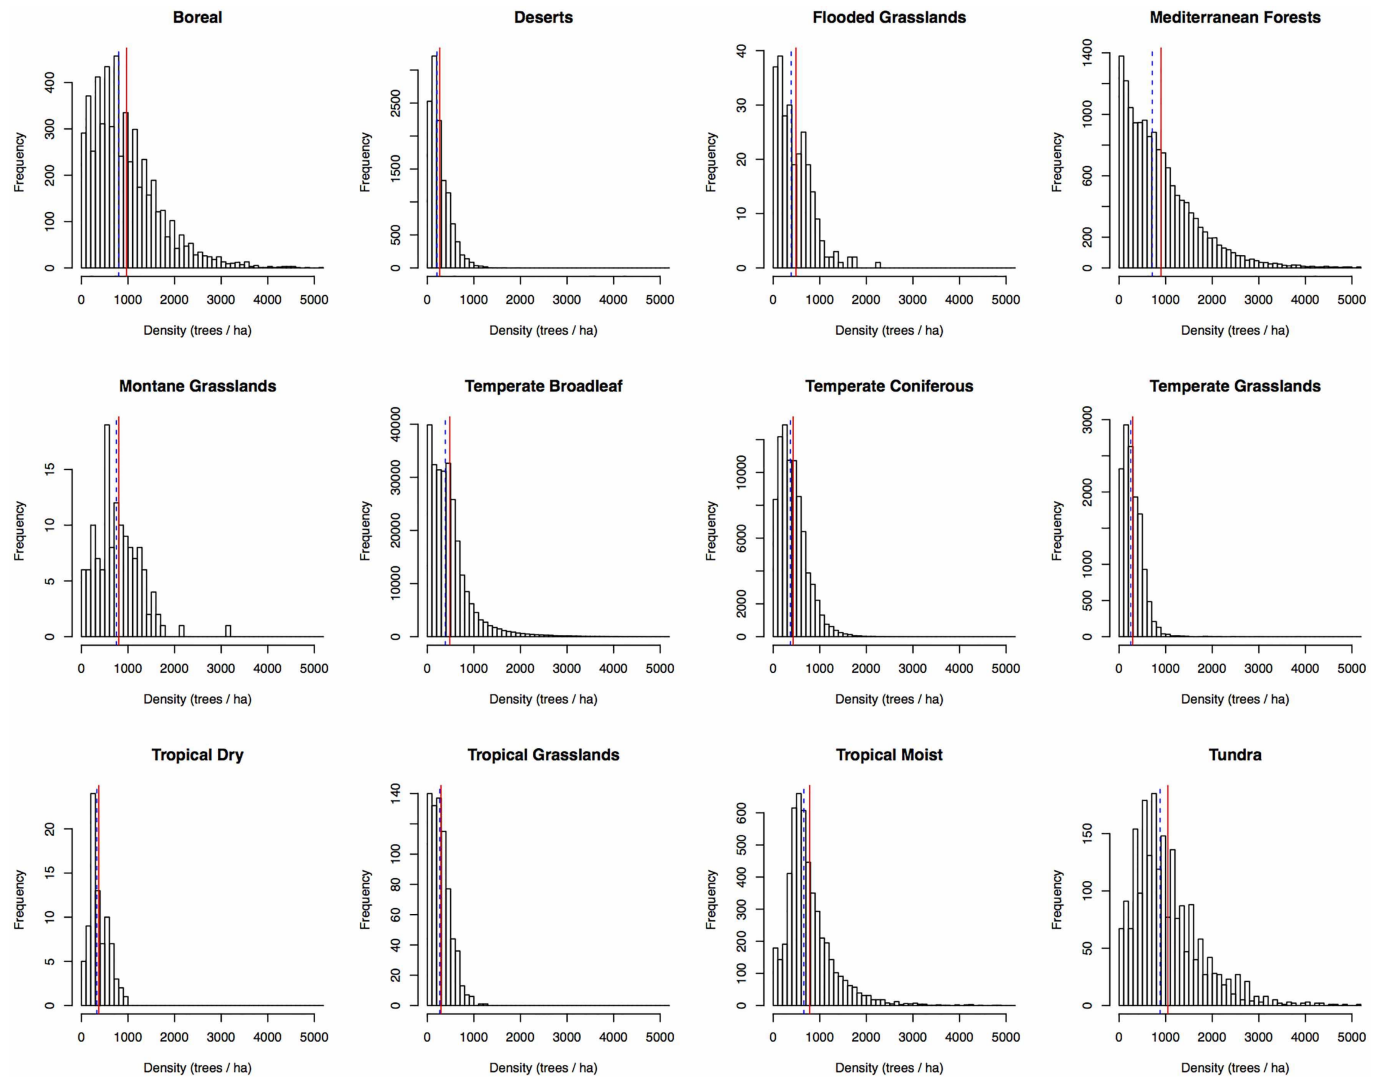 Boreal
Deserts
Flooded Grasslands
Mediterranean Forests
Frequency
0 100 200 300 400
0 1000 2000 3000 4000 5000
Density (trees / ha)
Frequency
0 500 1500 2500
0 1000 2000 3000 4000 5000
Density (trees / ha)
Frequency
0 10 20 30 40
0 1000 2000 3000 4000 5000
Density (trees / ha)
Frequency
0 200 600 1000 1400
0 1000 2000 3000 4000 5000
Density (trees / ha)
Montane Grasslands
Temperate Broadleaf
Temperate Coniferous
Temperate Grasslands
Frequency
0 5 10 15
0 1000 2000 3000 4000 5000
Density (trees / ha)
Frequency
0 10000 20000 30000 40000
0 1000 2000 3000 4000 5000
Density (trees / ha)
Frequency
0 2000 6000 10000
0 1000 2000 3000 4000 5000
Density (trees / ha)
Frequency
0 500 1000 2000 3000
0 1000 2000 3000 4000 5000
Density (trees / ha)
Tropical Dry
Tropical Grasslands
Tropical Moist
Tundra
Frequency
0 5 10 15 20
0 1000 2000 3000 4000 5000
Density (trees / ha)
Frequency
0 20 40 60 80 100 140
0 1000 2000 3000 4000 5000
Density (trees / ha)
Frequency
0 100 200 300 400 500 600
0 1000 2000 3000 4000 5000
Density (trees / ha)
Frequency
0 50 100 150
0 1000 2000 3000 4000 5000
Density (trees / ha)